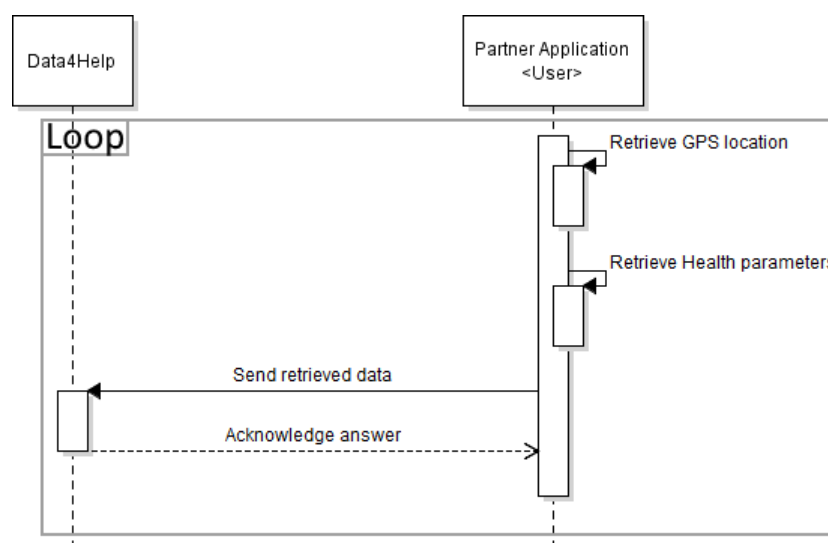 Data4Help
Partner Application
<User>
Loop
Retrieve GPS location
Retrieve Health parameters
Send retrieved data
Acknowledge answer